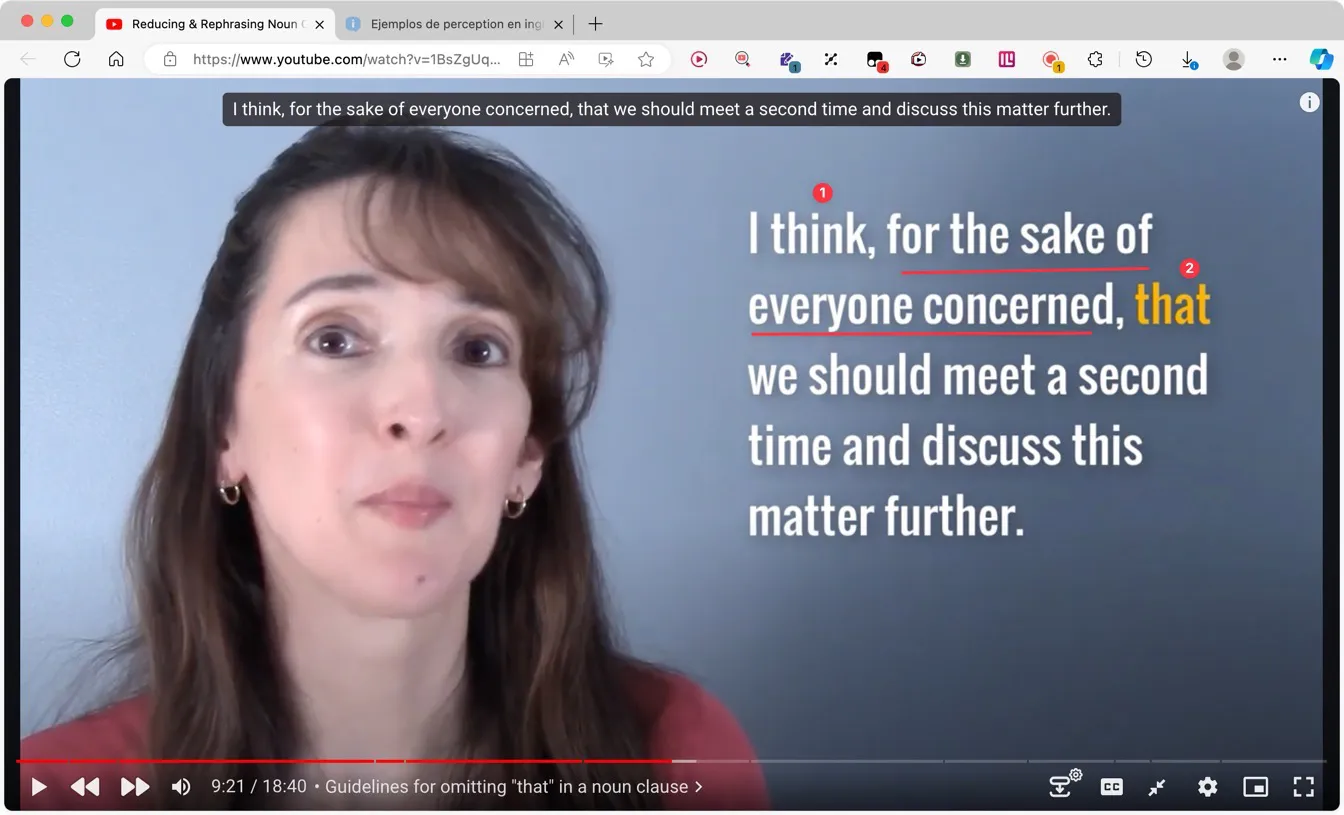 Reducing & Rephrasing Noun C
Ejemplos de perception en ing
https://www.youtube.com/watch?v=1BsZgUq...
1
4
1
I think, for the sake of everyone concerned, that we should meet a second time and discuss this matter further.
1
I think, for the sake of
2
everyone concerned, that
we should meet a second
time and discuss this
matter further.
9:21 / 18:40 • Guidelines for omitting "that" in a noun clause >
CC